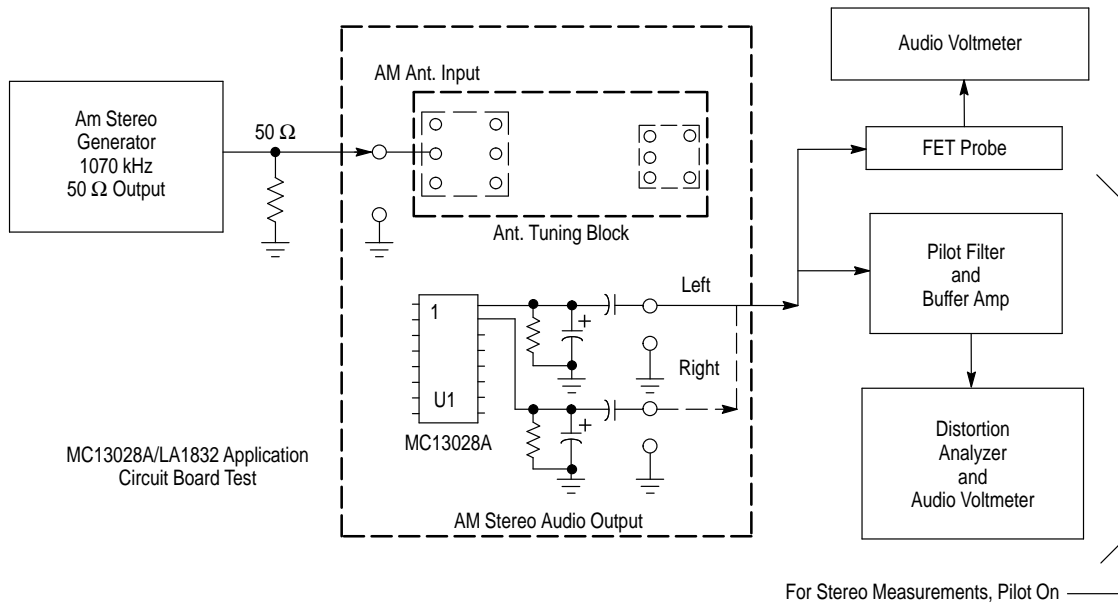 Am Stereo
Generator
1070 kHz
50 Ω Output
50 Ω
AM Ant. Input
Ant. Tuning Block
1
U1
MC13028A
+
+
Left
Right
AM Stereo Audio Output
MC13028A/LA1832 Application
Circuit Board Test
Audio Voltmeter
FET Probe
Pilot Filter
and
Buffer Amp
Distortion
Analyzer
and
Audio Voltmeter
For Stereo Measurements, Pilot On